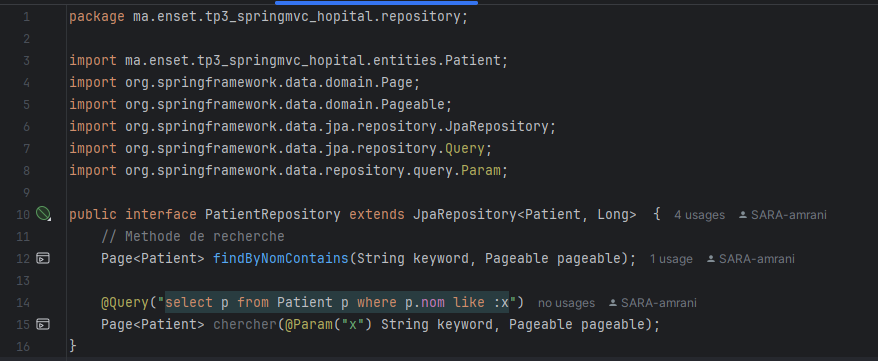 1 package ma.enset.tp3_springmvc_hopital.repository;
2
3 import ma.enset.tp3_springmvc_hopital.entities.Patient;
4 import org.springframework.data.domain.Page;
5 import org.springframework.data.domain.Pageable;
6 import org.springframework.data.jpa.repository.JpaRepository;
7 import org.springframework.data.jpa.repository.Query;
8 import org.springframework.data.repository.query.Param;
9
10 public interface PatientRepository extends JpaRepository<Patient, Long>  { 4 usages SARA-amrani
11     // Methode de recherche
12     Page<Patient> findByNomContains(String keyword, Pageable pageable); 1 usage SARA-amrani
13
14     @Query("select p from Patient p where p.nom like :x") no usages SARA-amrani
15     Page<Patient> chercher(@Param("x") String keyword, Pageable pageable);
16 }